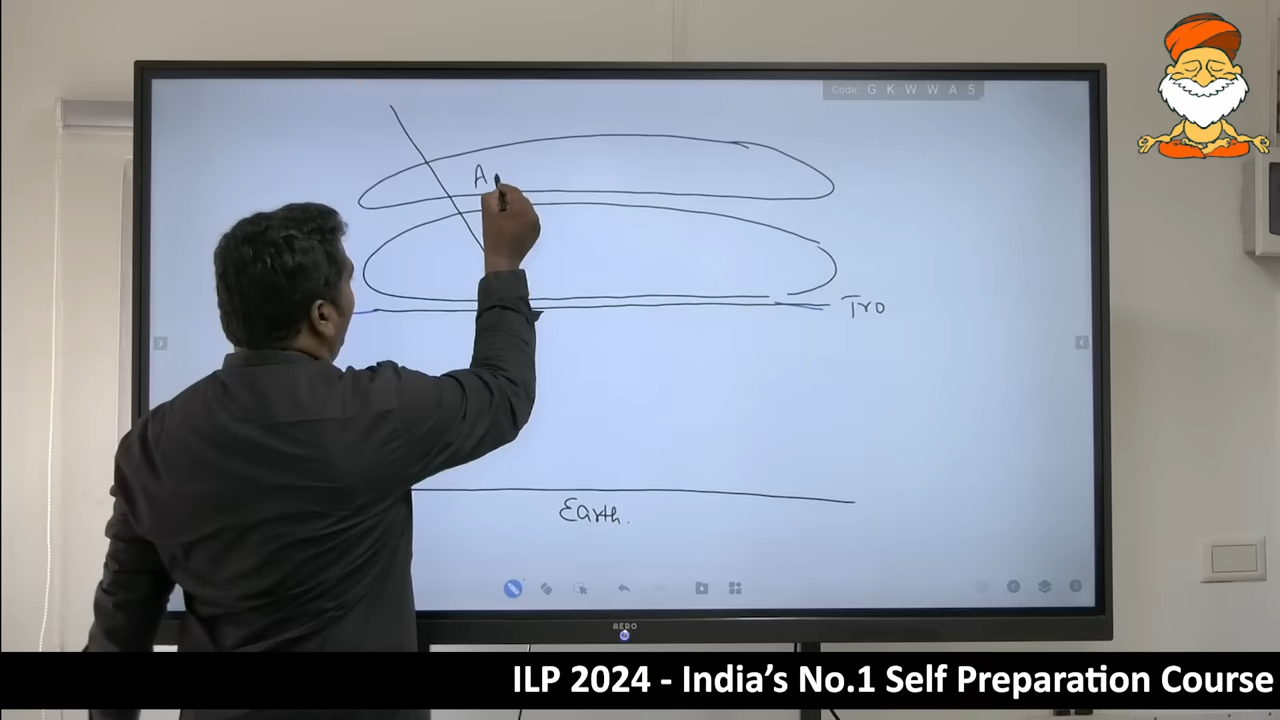 Code: G K W W A 5
A
Tro
Earth.
AERO
ILP 2024 - India's No.1 Self Preparation Course